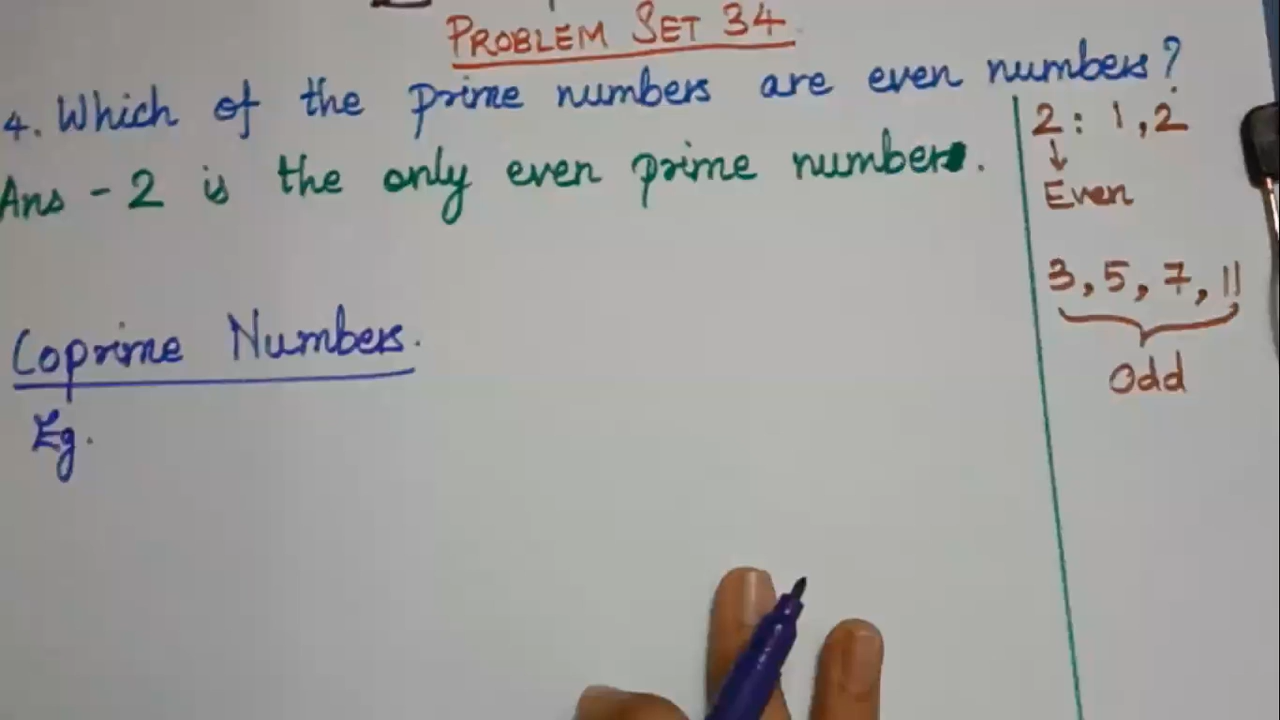 PROBLEM SET 34
4. Which of the prime numbers are even numbers?
Ans - 2 is the only even prime number.
2 : 1, 2
↓
Even
3, 5, 7, 11
Odd
Coprime Numbers.
Eg.